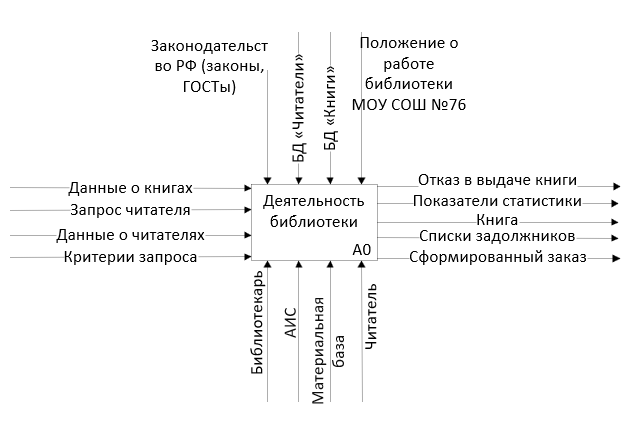 Законодательст
во РФ (законы,
ГОСТы)
БД «Читатели»
БД «Книги»
Положение о
работе
библиотеки
МОУ СОШ №76
Данные о книгах
Запрос читателя
Данные о читателях
Критерии запроса
Деятельность
библиотеки
A0
Отказ в выдаче книги
Показатели статистики
Книга
Списки задолжников
Сформированный заказ
Библиотекарь
АИС
Материальная
база
Читатель